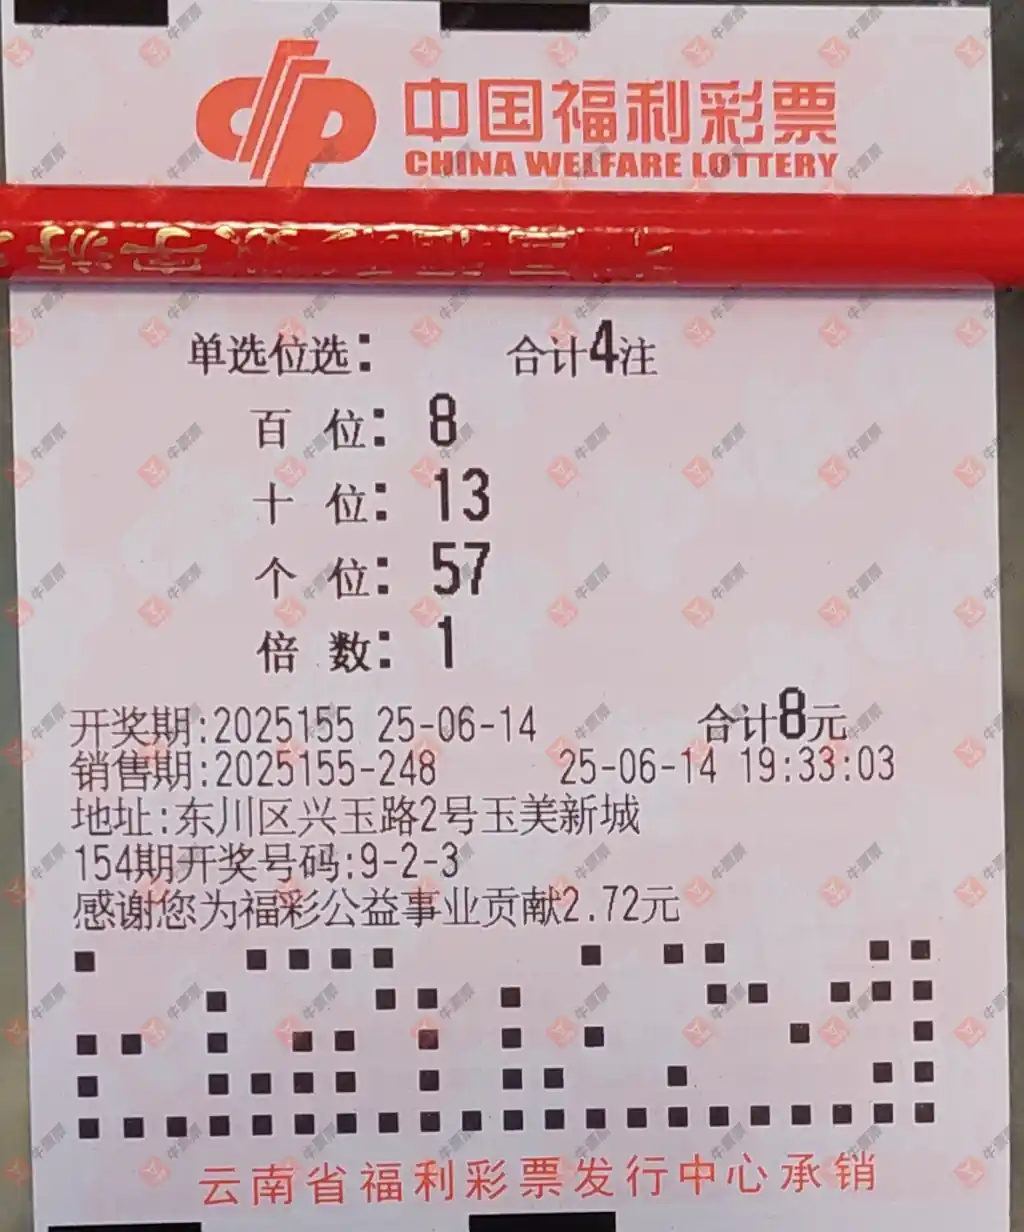 中国福利彩票
CHINA WELFARE LOTTERY
单选位选: 合计4注
百 位: 8
十 位: 13
个 位: 57
倍 数: 1
开奖期:2025155 25-06-14 合计8元
销售期:2025155-248 25-06-14 19:33:03
地址:东川区兴玉路2号玉美新城
154期开奖号码:9-2-3
感谢您为福彩公益事业贡献2.72元
云南省福利彩票发行中心承销